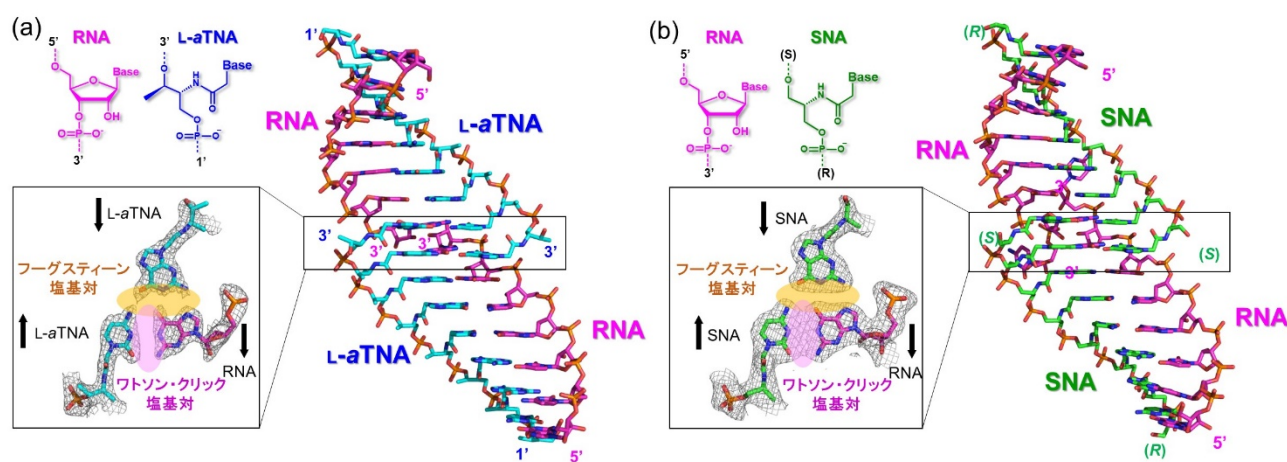 (a)
RNA
L-aTNA
5'
O
Base
O
O
OH
O=P-O-
O
3'
3'
O
Base
H
N
O
O
O=P-O-
1'
1'
5'
RNA
L-aTNA
L-aTNA
フーグスティーン
塩基対
L-aTNA
RNA
ワトソン・クリック
塩基対
3'
3'
3'
3'
RNA
L-aTNA
1'
5'
(b)
RNA
SNA
5'
O
Base
O
O
OH
O=P-O-
O
3'
(S)
O
Base
H
N
O
O
O=P-O-
(R)
(R)
5'
SNA
RNA
3'
SNA
フーグスティーン
塩基対
SNA
RNA
ワトソン・クリック
塩基対
(S)
(S)
RNA
SNA
(R)
5'